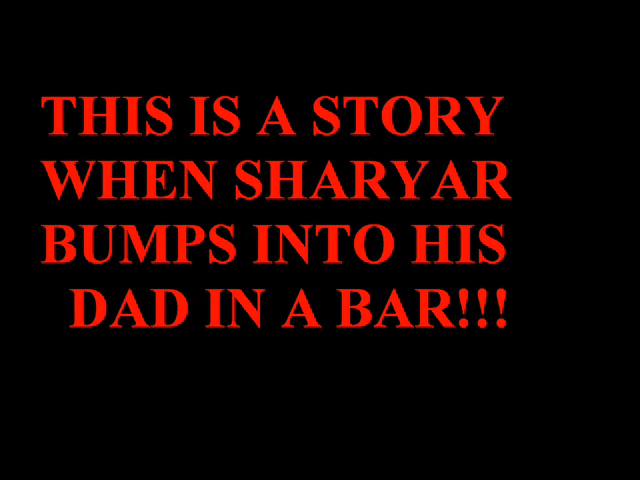 THIS IS A STORY
WHEN SHARYAR
BUMPS INTO HIS
DAD IN A BAR!!!